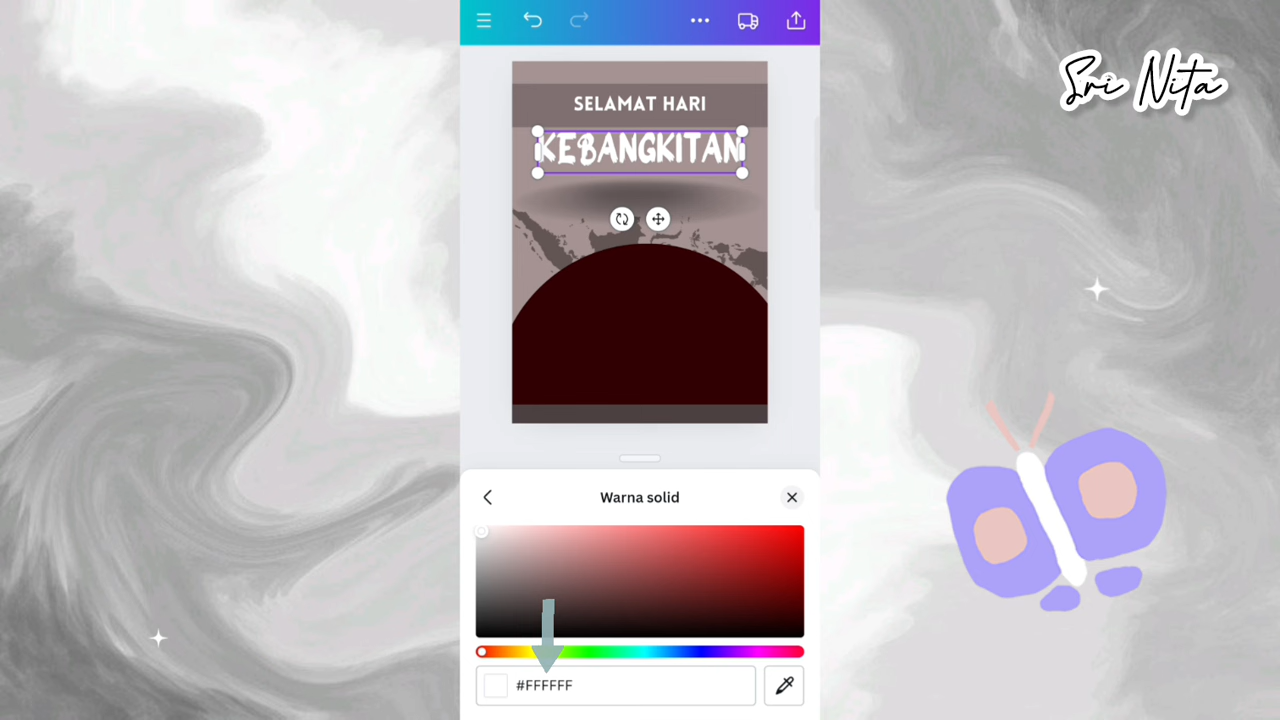 Sri Nita
SELAMAT HARI
KEBANGKITAN
Warna solid
#FFFFFF